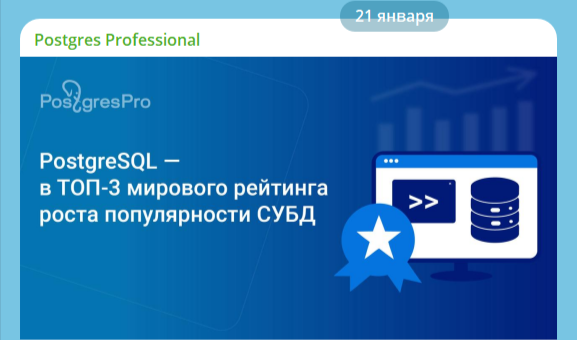 21 января
Postgres Professional
PostgresPro
PostgreSQL —
в ТОП-3 мирового рейтинга
роста популярности СУБД
>>